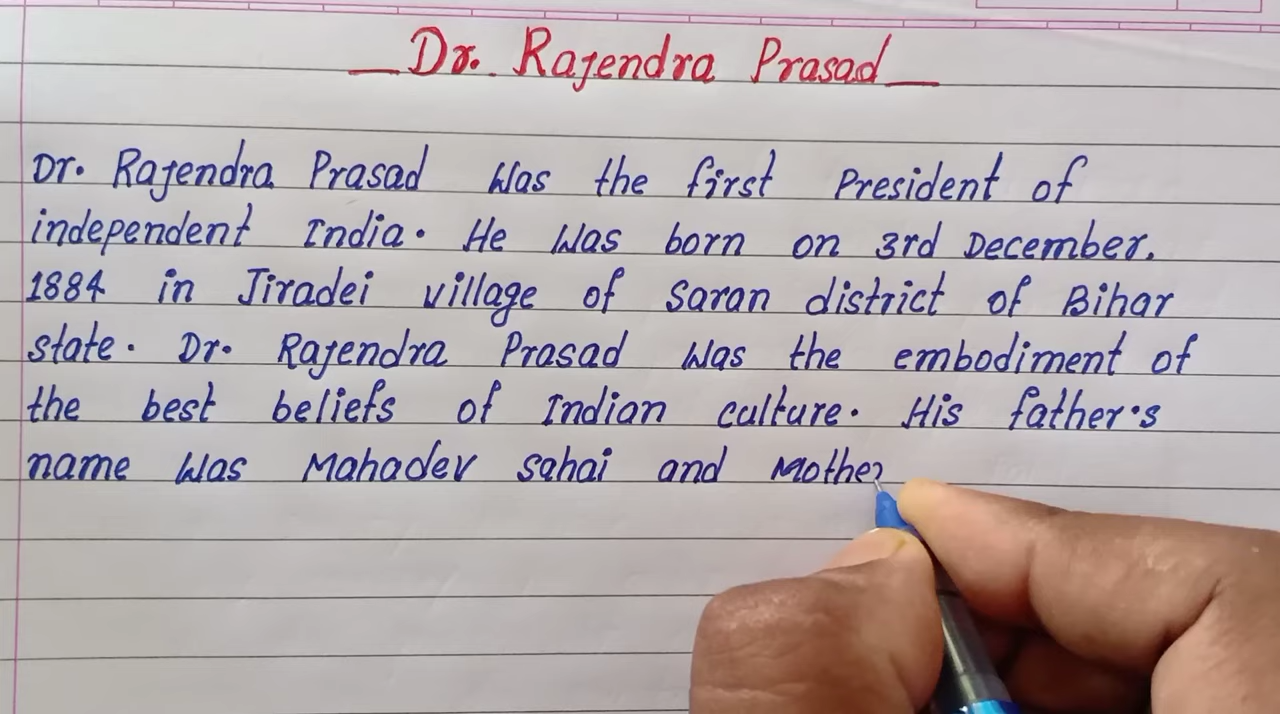 Dr. Rajendra Prasad
Dr. Rajendra Prasad was the first President of
independent India. He was born on 3rd December,
1884 in Jiradei village of Saran district of Bihar
state. Dr. Rajendra Prasad was the embodiment of
the best beliefs of Indian culture. His father's
name was Mahadev sahai and Mother